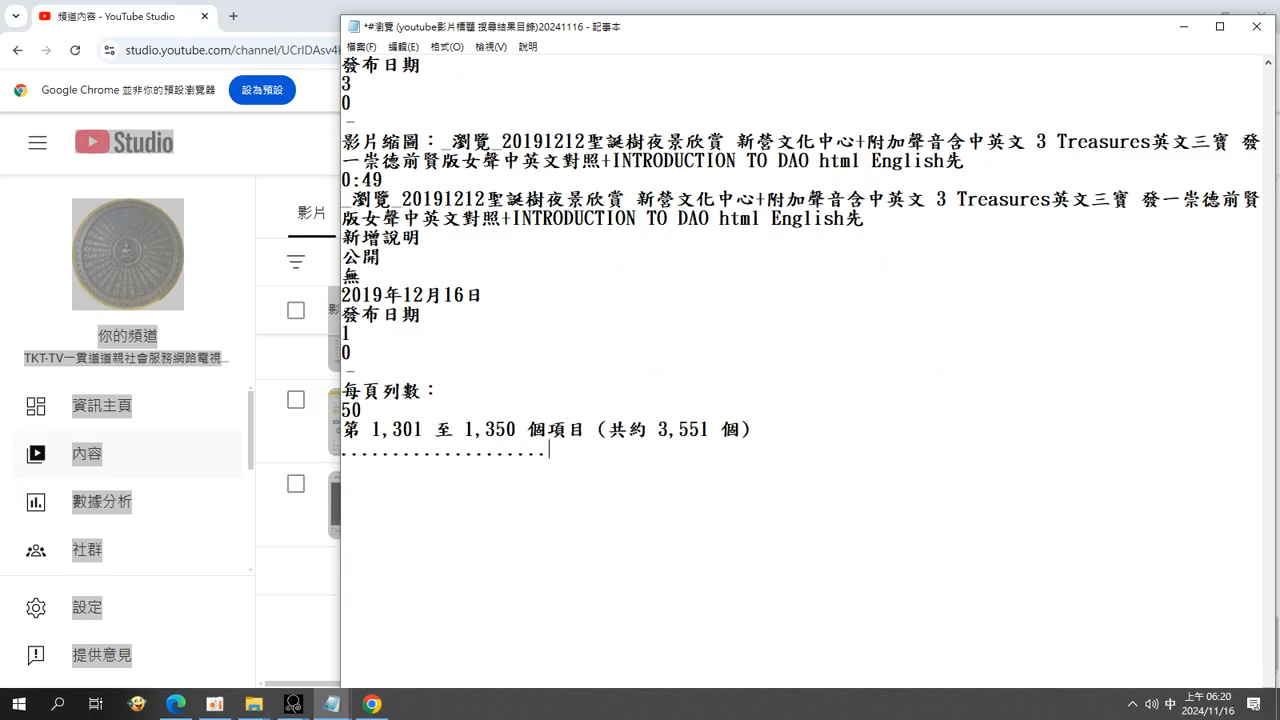 頻道內容 - YouTube Studio
*#瀏覽 (youtube影片標題 搜尋結果目錄)20241116 - 記事本
studio.youtube.com/channel/UCrIDAsv4
檔案(F) 編輯(E) 格式(O) 檢視(V) 說明
Google Chrome 並非你的預設瀏覽器 設為預設
Studio
你的頻道
TKT-TV一貫道道親社會服務網路電視...
資訊主頁
內容
數據分析
社群
設定
提供意見
影片
發布日期
3
0
–
影片縮圖：_瀏覽_20191212聖誕樹夜景欣賞 新營文化中心+附加聲音含中英文 3 Treasures英文三寶 發
一崇德前賢版女聲中英文對照+INTRODUCTION TO DAO html English先
0:49
_瀏覽_20191212聖誕樹夜景欣賞 新營文化中心+附加聲音含中英文 3 Treasures英文三寶 發一崇德前賢
版女聲中英文對照+INTRODUCTION TO DAO html English先
新增說明
公開
無
2019年12月16日
發布日期
1
0
–
每頁列數：
50
第 1,301 至 1,350 個項目 (共約 3,551 個)
...................
中
上午 06:20
2024/11/16